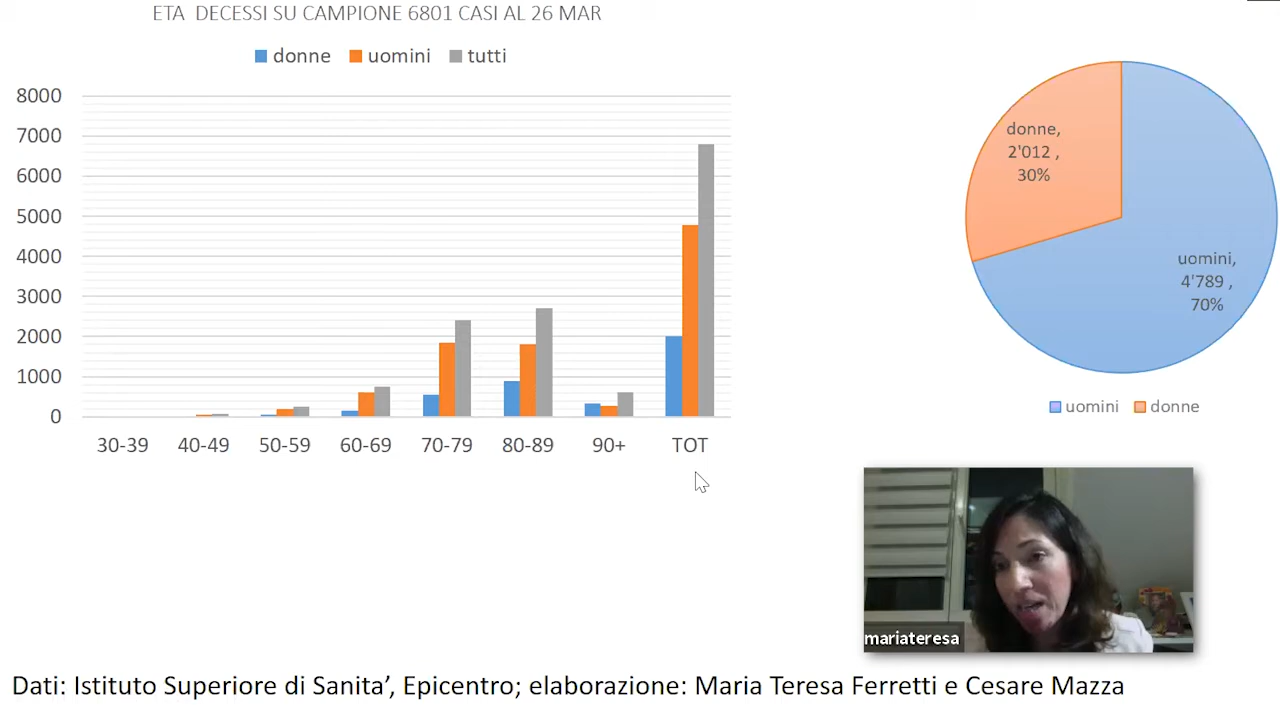 ETA  DECESSI SU CAMPIONE 6801 CASI AL 26 MAR
donne uomini tutti
8000
7000
6000
5000
4000
3000
2000
1000
0
30-39 40-49 50-59 60-69 70-79 80-89 90+ TOT
donne,
2'012 ,
30%
uomini,
4'789 ,
70%
uomini donne
mariateresa
Dati: Istituto Superiore di Sanita’, Epicentro; elaborazione: Maria Teresa Ferretti e Cesare Mazza